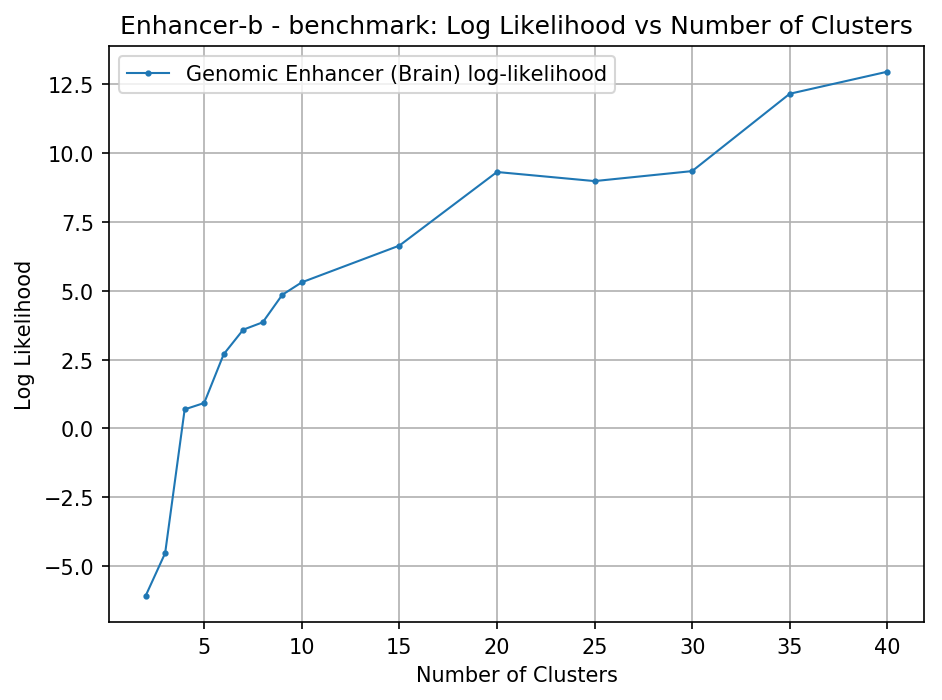 Enhancer-b - benchmark: Log Likelihood vs Number of Clusters
Genomic Enhancer (Brain) log-likelihood
12.5
10.0
7.5
5.0
2.5
0.0
−2.5
−5.0
Log Likelihood
5 10 15 20 25 30 35 40
Number of Clusters